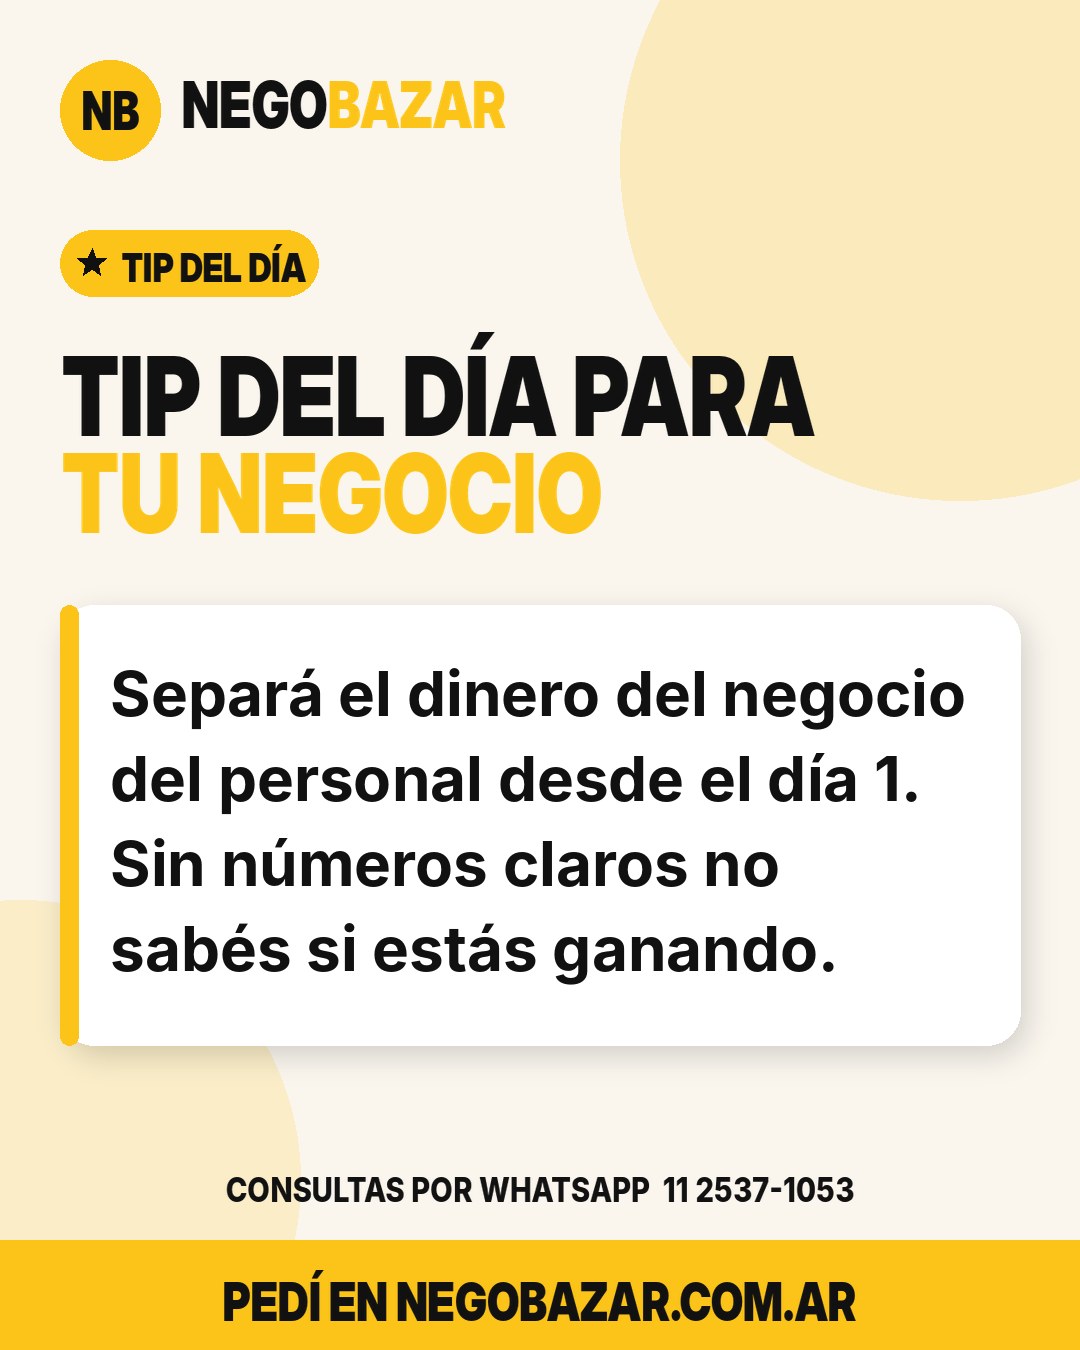 NB NEGOBAZAR
★ TIP DEL DÍA
TIP DEL DÍA PARA
TU NEGOCIO
Separá el dinero del negocio
del personal desde el día 1.
Sin números claros no
sabés si estás ganando.
CONSULTAS POR WHATSAPP 11 2537-1053
PEDÍ EN NEGOBAZAR.COM.AR